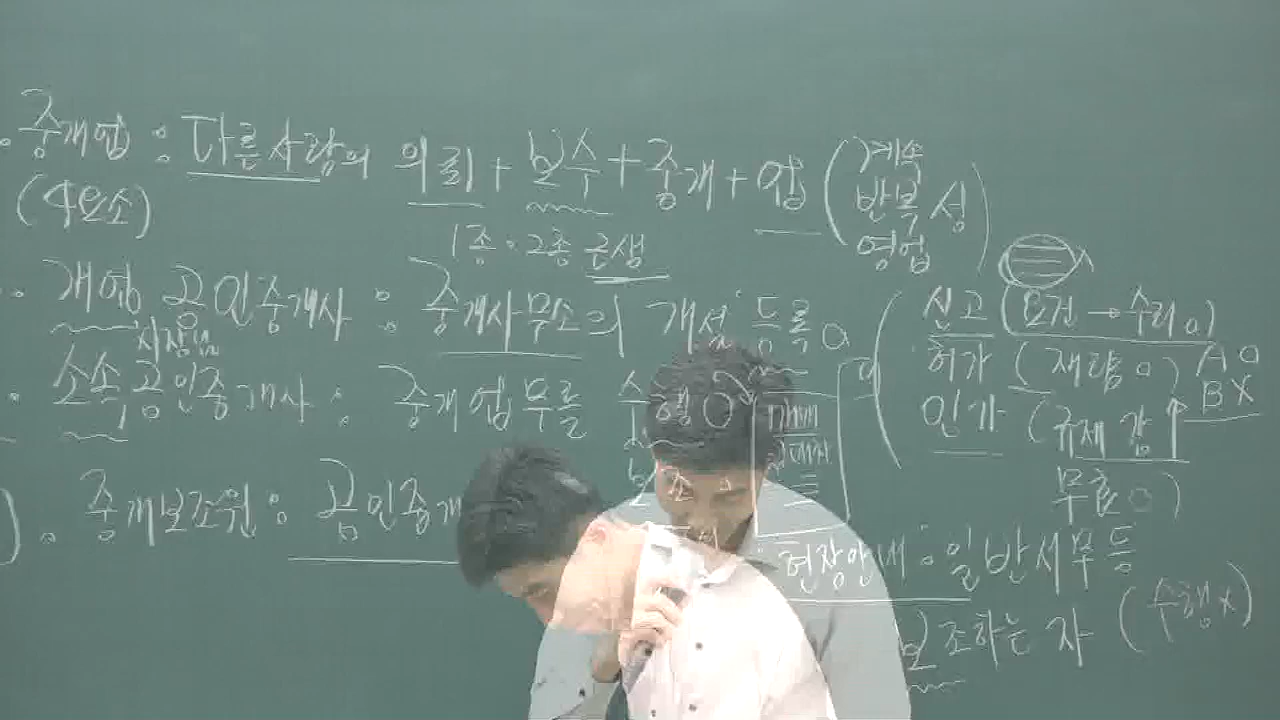 중개업 : 다른사람의 의뢰 + 보수 + 중개 + 업 (계속
(4요소)
반복성
영업)
1종·2종 근생
개업 공인중개사 : 중개사무소의 개설 등록 o
신고 (요건 → 수리 o)
허가 (재량 o) A o
B X
소속공인중개사 : 중개업무를 수행 O
인가 (규제 감
무효 o)
중개보조원 : 공인중개
현장안내 · 일반서무 등
보조하는 자 (수행 x)